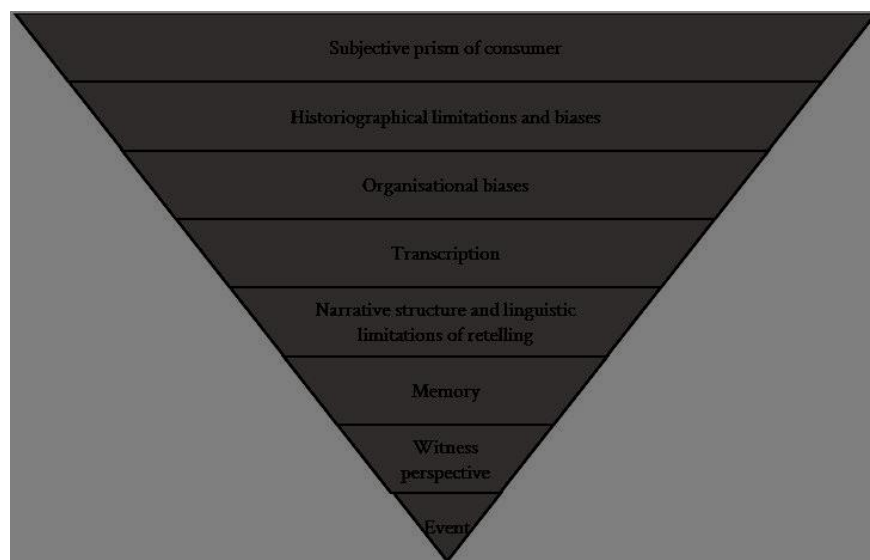 Subjective prism of consumer
Historiographical limitations and biases
Organisational biases
Transcription
Narrative structure and linguistic
limitations of retelling
Memory
Witness
perspective
Event